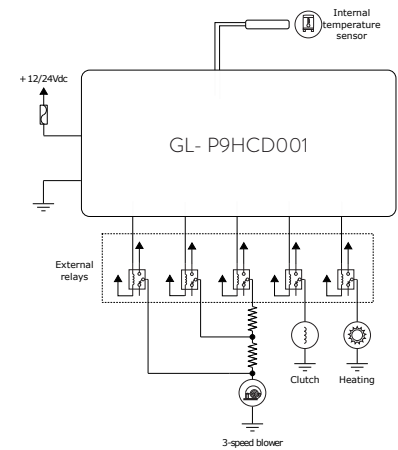 Internal
temperature
sensor
+ 12/24Vdc
GL- P9HCD001
External
relays
Clutch
Heating
3-speed blower